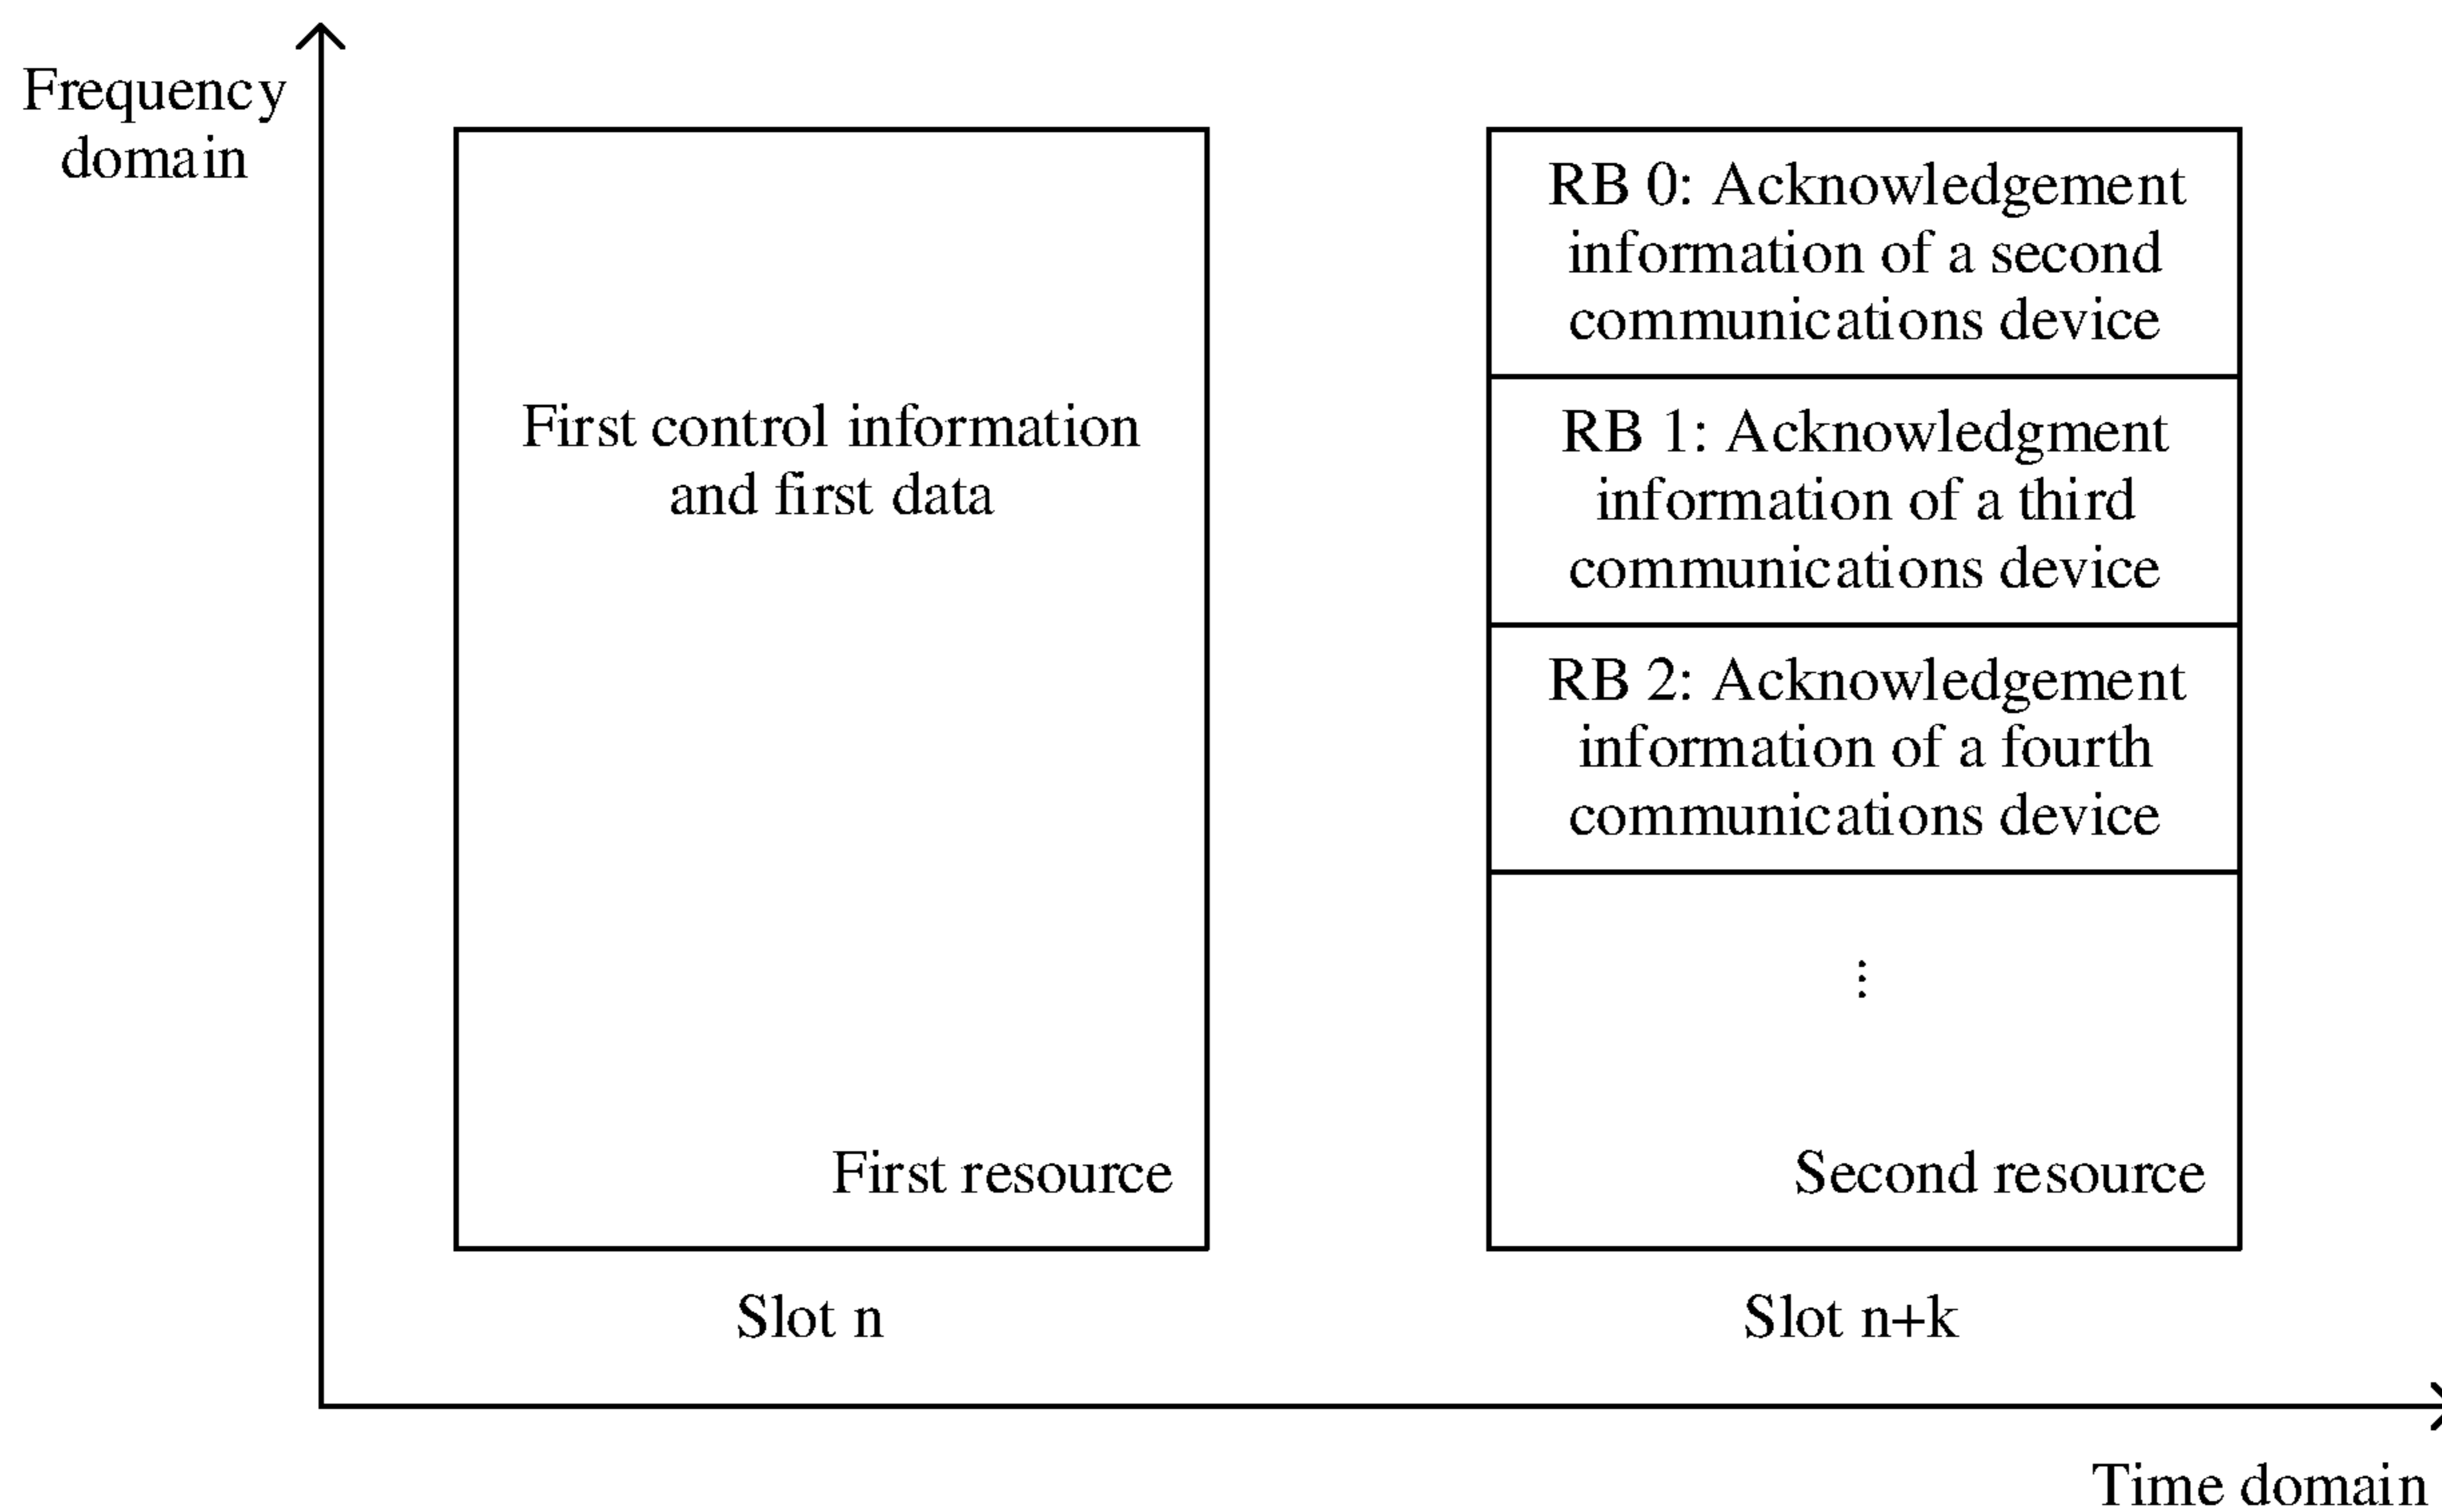 Frequency
domain
First control information
and first data
First resource
Slot n
RB 0: Acknowledgement
information of a second
communications device
RB 1: Acknowledgment
information of a third
communications device
RB 2: Acknowledgement
information of a fourth
communications device
⋮
Second resource
Slot n+k
Time domain